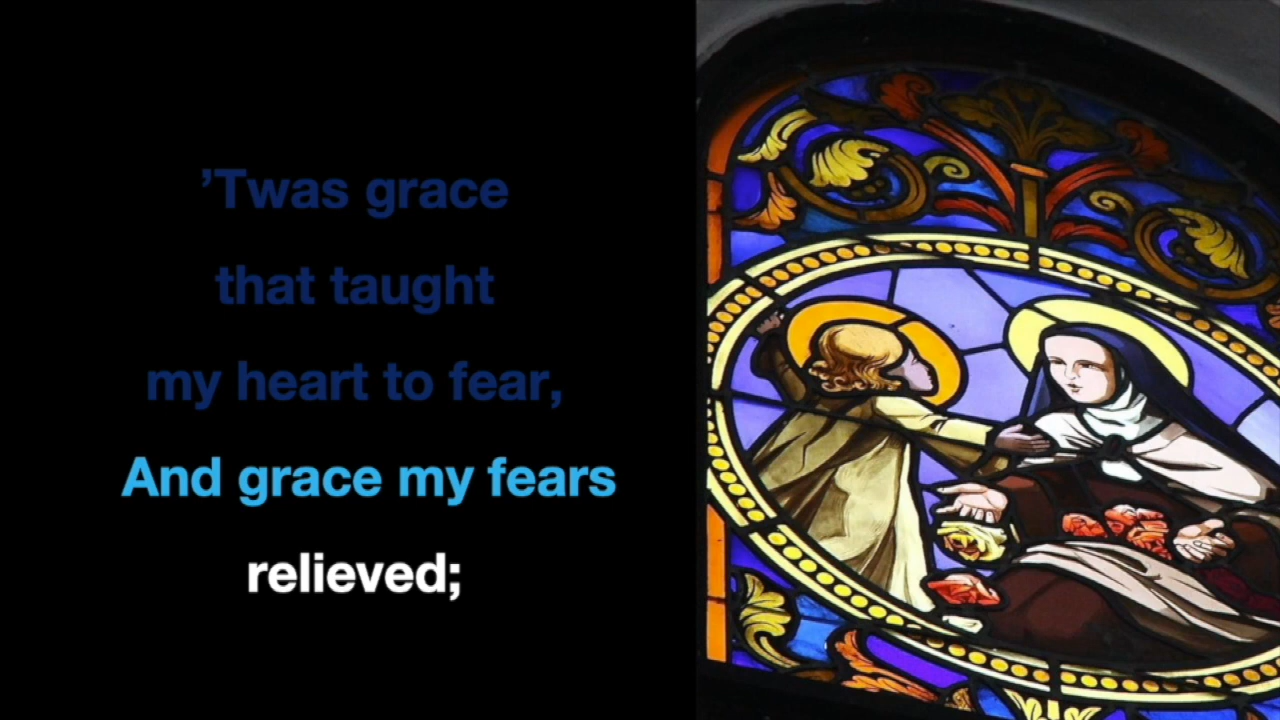 ’Twas grace
that taught
my heart to fear,
And grace my fears
relieved;